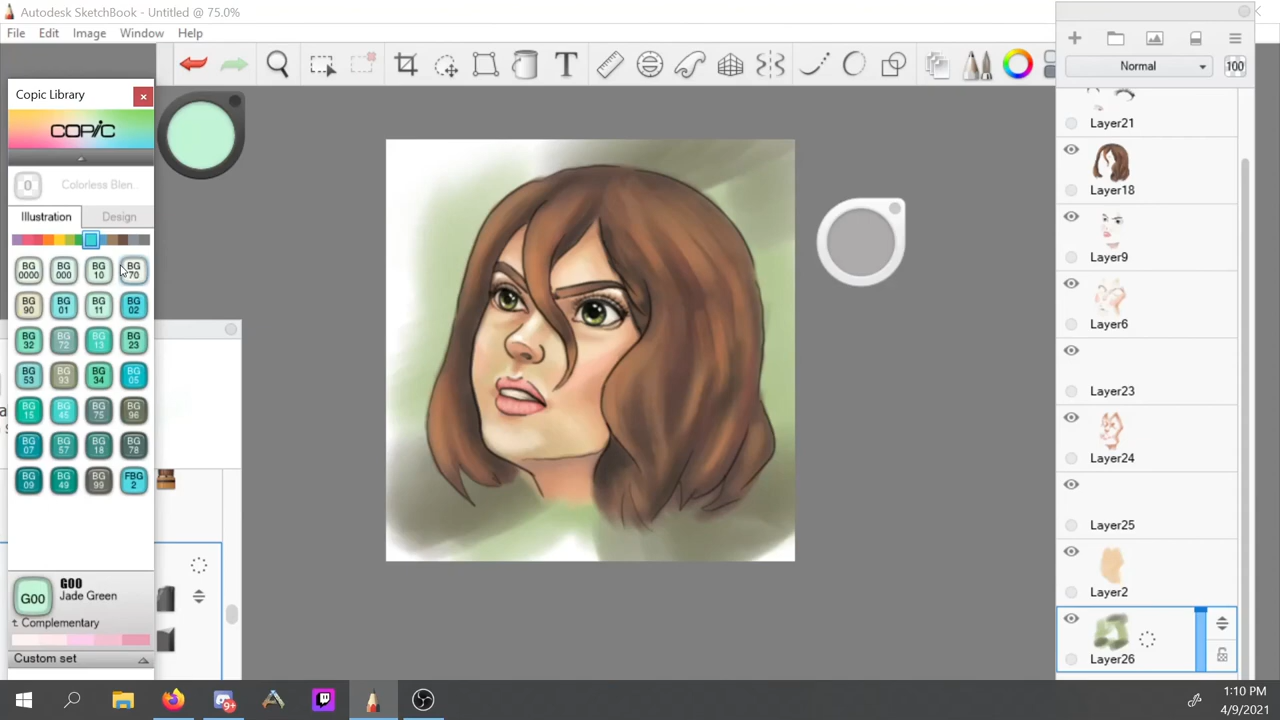 Autodesk SketchBook - Untitled @ 75.0%
File Edit Image Window Help
Normal 100
Copic Library
COPIC
0 Colorless Blen...
Illustration Design
BG 0000 BG 000 BG 10 BG 70
BG 90 BG 01 BG 11 BG 02
BG 32 BG 72 BG 13 BG 23
BG 53 BG 93 BG 34 BG 05
BG 15 BG 46 BG 75 BG 96
BG 07 BG 57 BG 18 BG 78
BG 09 BG 49 BG 99 FBG 2
G00 G00
Jade Green
t. Complementary
Custom set
Layer21
Layer18
Layer9
Layer6
Layer23
Layer24
Layer25
Layer2
Layer26
9+
1:10 PM
4/9/2021